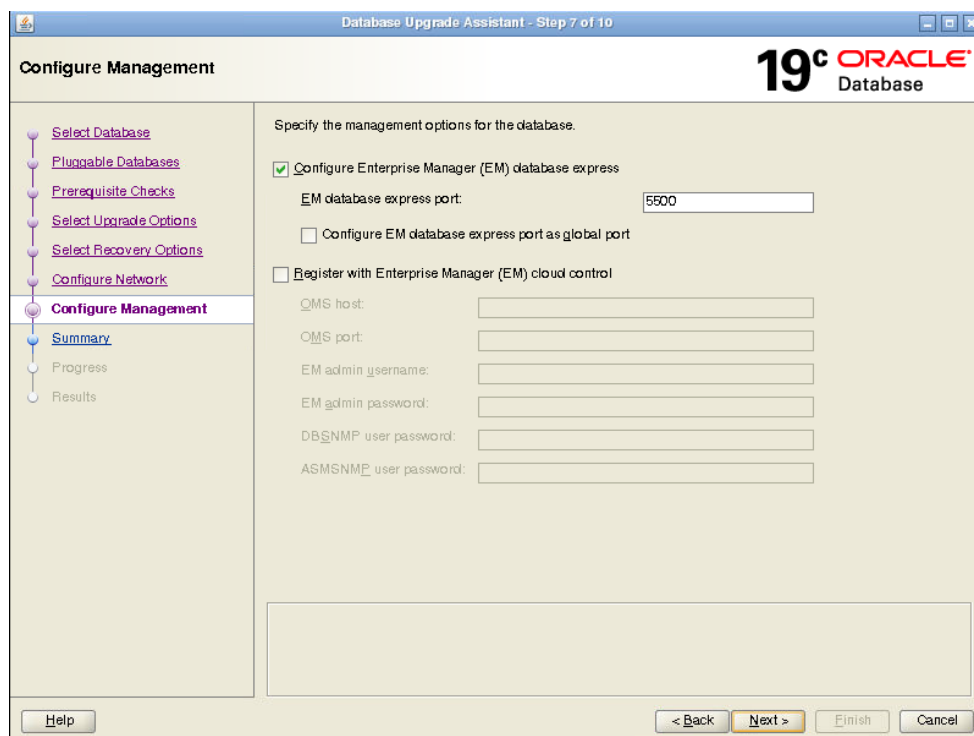 Database Upgrade Assistant - Step 7 of 10
Configure Management
19c ORACLE
Database
Select Database
Pluggable Databases
Prerequisite Checks
Select Upgrade Options
Select Recovery Options
Configure Network
Configure Management
Summary
Progress
Results
Specify the management options for the database.
Configure Enterprise Manager (EM) database express
EM database express port: 5500
Configure EM database express port as global port
Register with Enterprise Manager (EM) cloud control
OMS host:
OMS port:
EM admin username:
EM admin password:
DBSNMP user password:
ASMSNMP user password:
Help
< Back Next > Finish Cancel